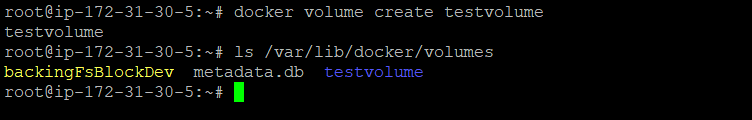 root@ip-172-31-30-5:~# docker volume create testvolume
testvolume
root@ip-172-31-30-5:~# ls /var/lib/docker/volumes
backingFsBlockDev  metadata.db  testvolume
root@ip-172-31-30-5:~#